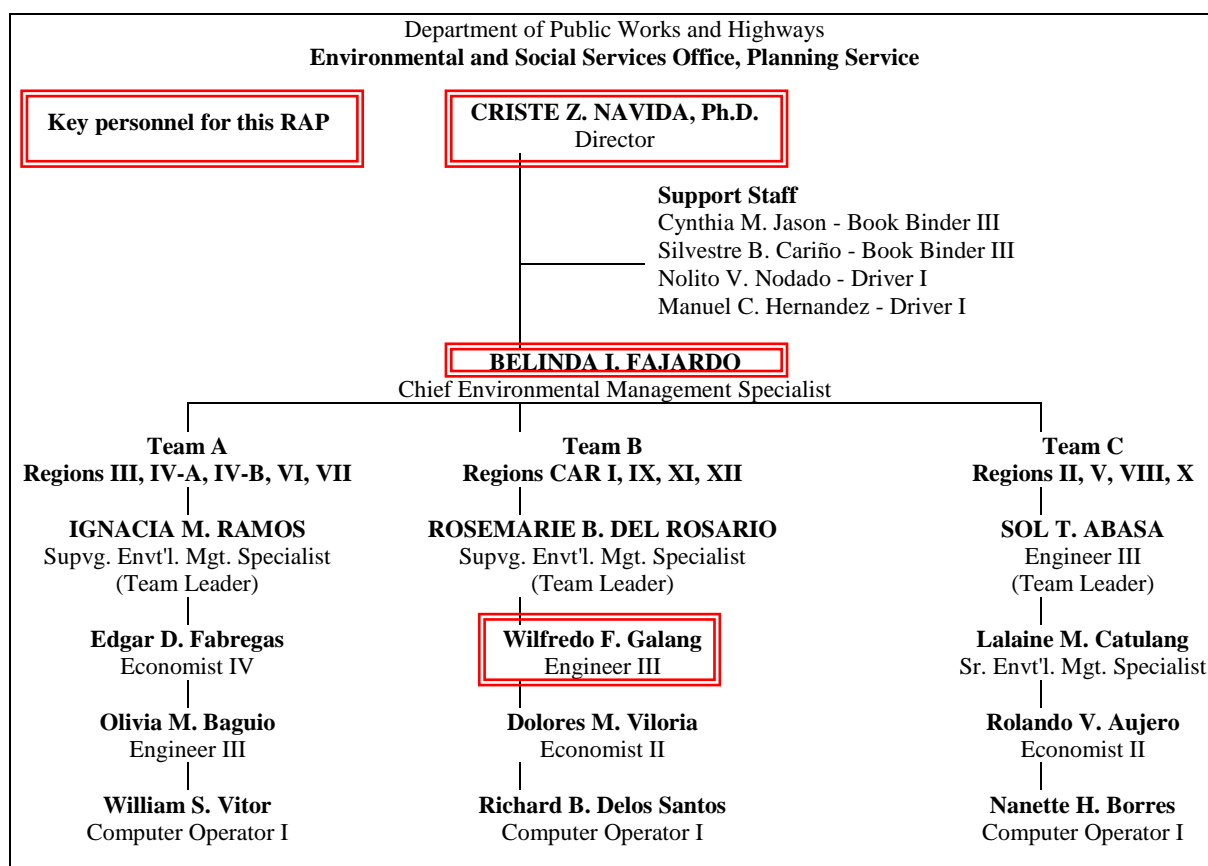 Department of Public Works and Highways
Environmental and Social Services Office, Planning Service
Key personnel for this RAP
CRISTE Z. NAVIDA, Ph.D.
Director
Support Staff
Cynthia M. Jason - Book Binder III
Silvestre B. Cariño - Book Binder III
Nolito V. Nodado - Driver I
Manuel C. Hernandez - Driver I
BELINDA I. FAJARDO
Chief Environmental Management Specialist
Team A
Regions III, IV-A, IV-B, VI, VII
IGNACIA M. RAMOS
Supvg. Envt'l. Mgt. Specialist
(Team Leader)
Edgar D. Fabregas
Economist IV
Olivia M. Baguio
Engineer III
William S. Vitor
Computer Operator I
Team B
Regions CAR I, IX, XI, XII
ROSEMARIE B. DEL ROSARIO
Supvg. Envt'l. Mgt. Specialist
(Team Leader)
Wilfredo F. Galang
Engineer III
Dolores M. Viloria
Economist II
Richard B. Delos Santos
Computer Operator I
Team C
Regions II, V, VIII, X
SOL T. ABASA
Engineer III
(Team Leader)
Lalaine M. Catulang
Sr. Envt'l. Mgt. Specialist
Rolando V. Aujero
Economist II
Nanette H. Borres
Computer Operator I